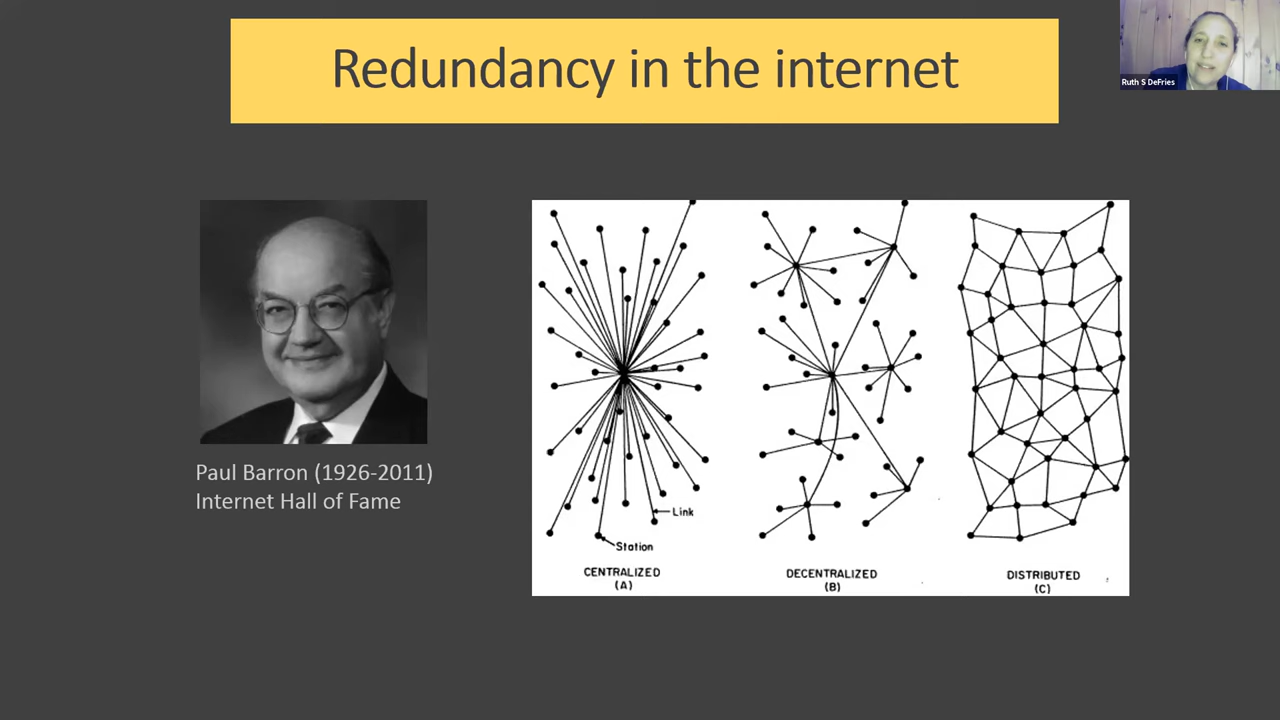 Redundancy in the internet
Ruth S DeFries
Paul Barron (1926-2011)
Internet Hall of Fame
Link
Station
CENTRALIZED
(A)
DECENTRALIZED
(B)
DISTRIBUTED
(C)